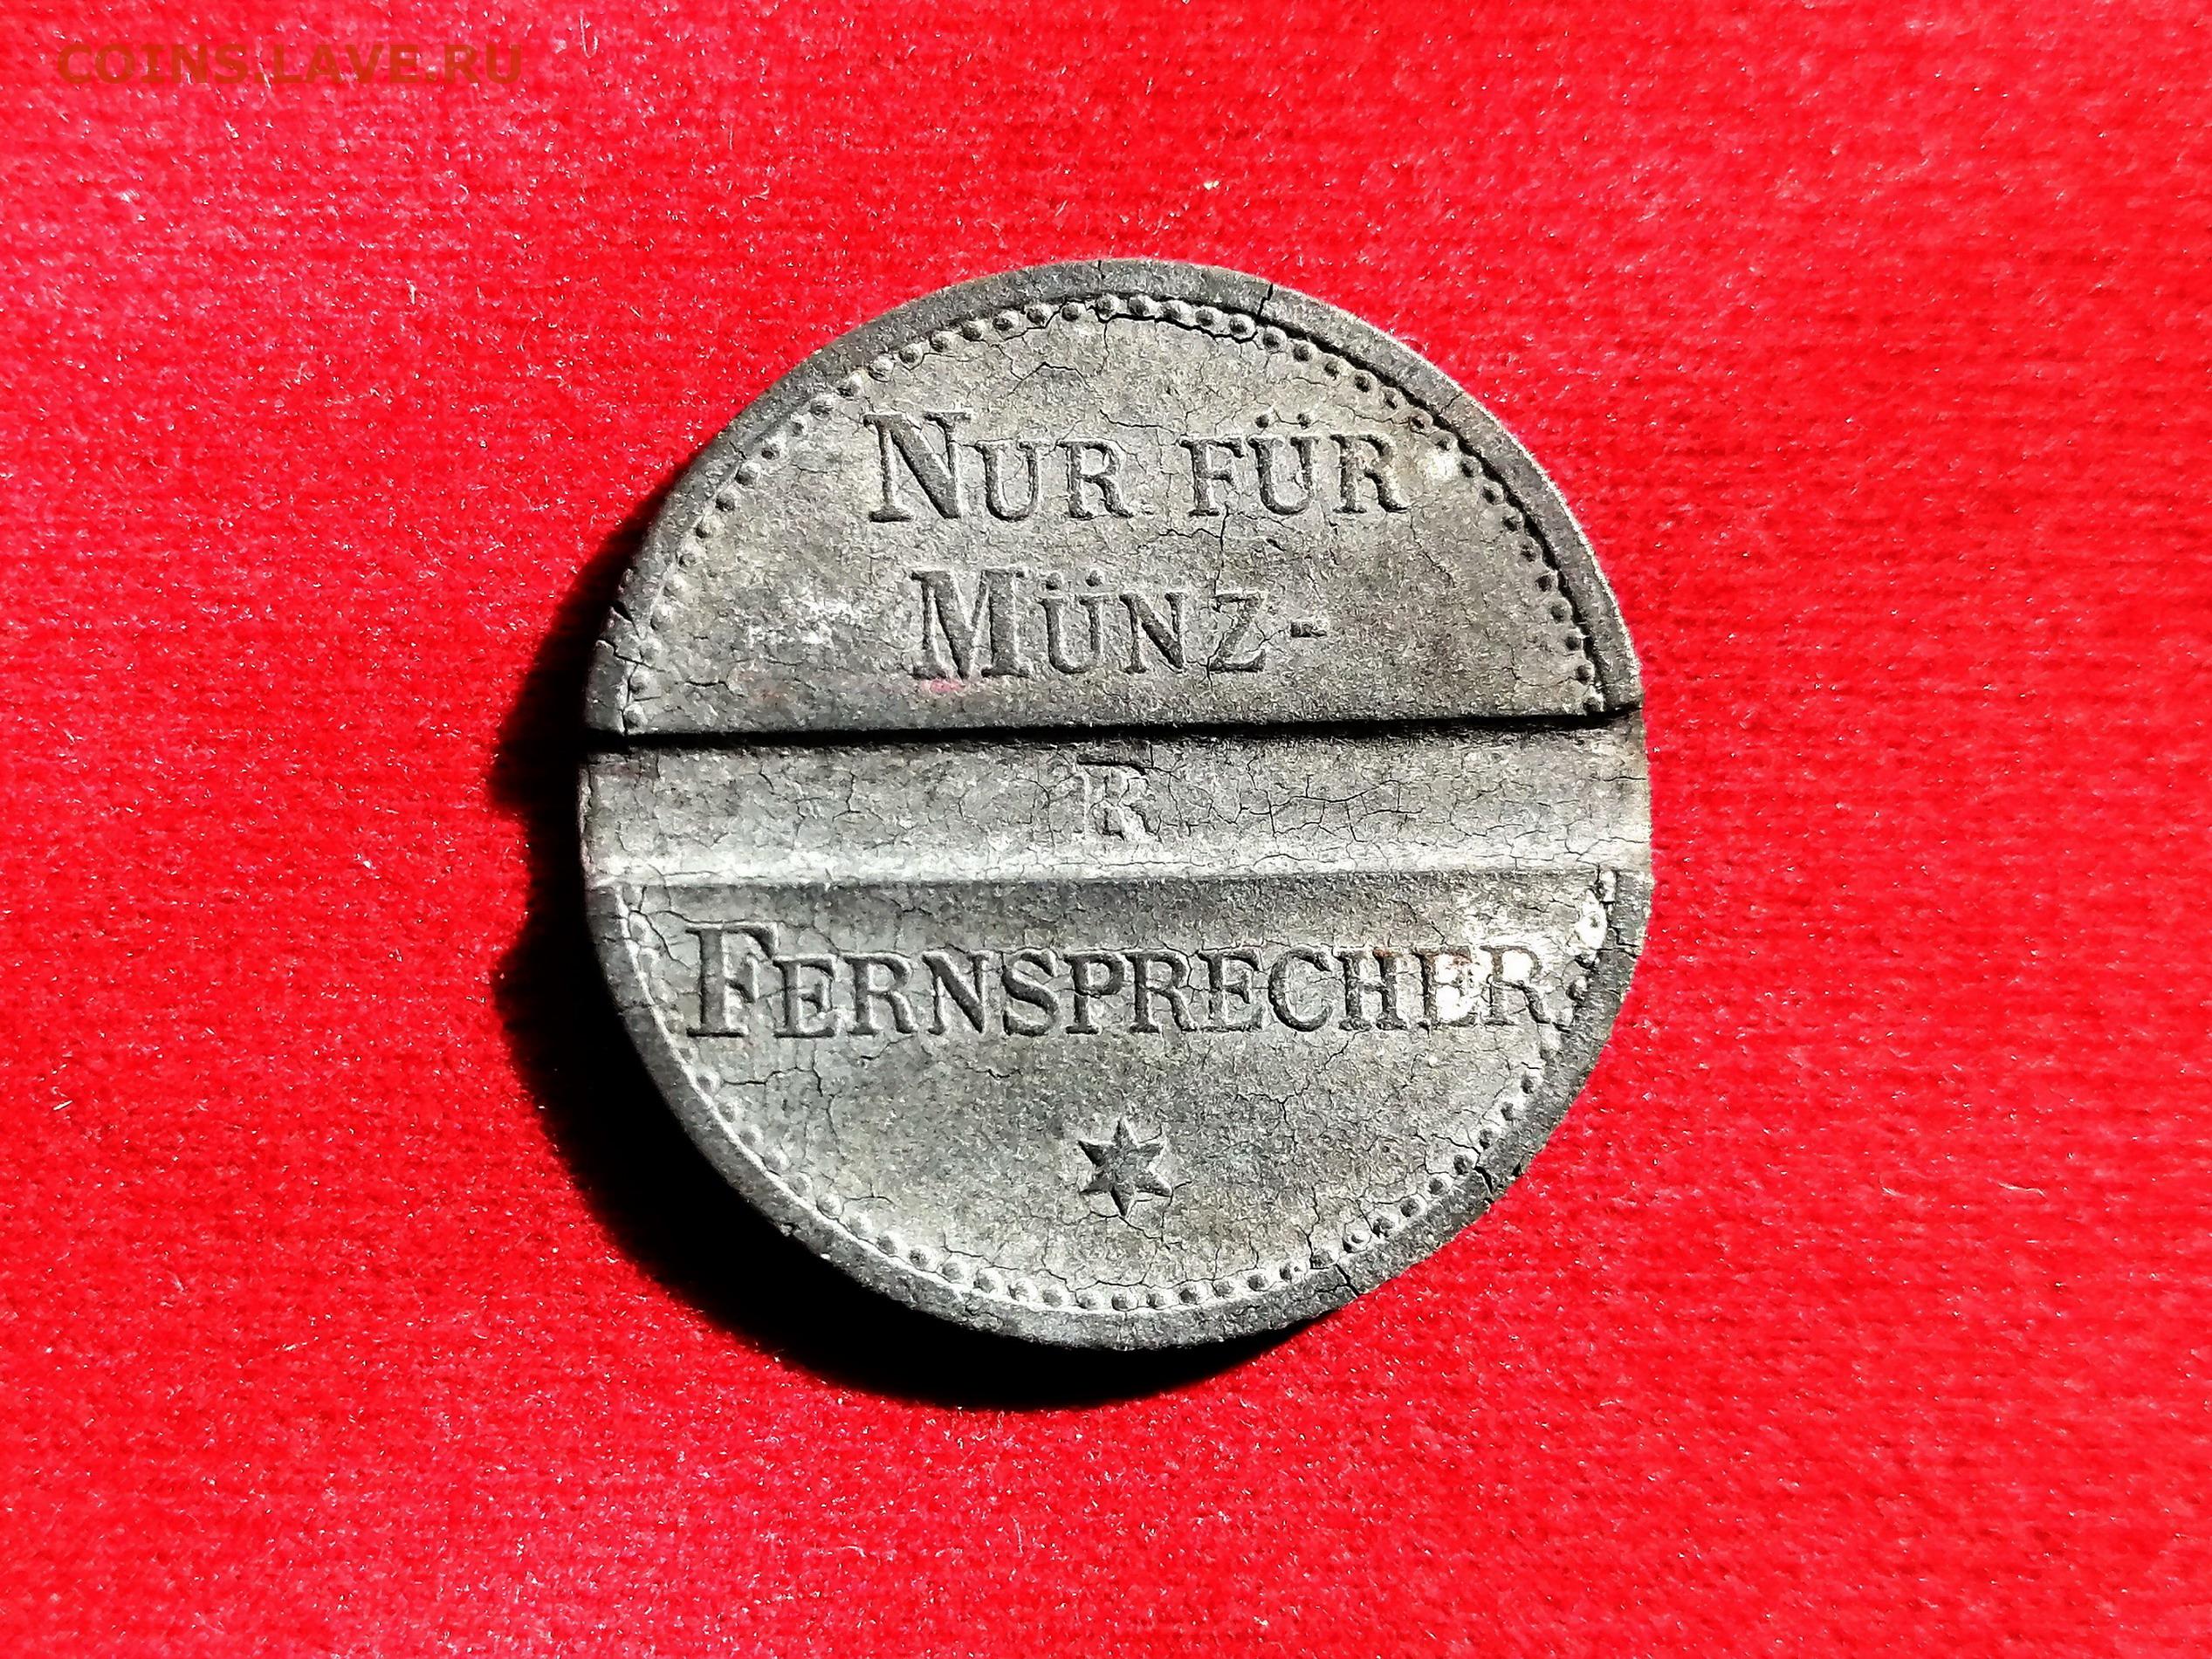 COINS.LAVE.RU
NUR FÜR
MÜNZ-
R
FERNSPRECHER